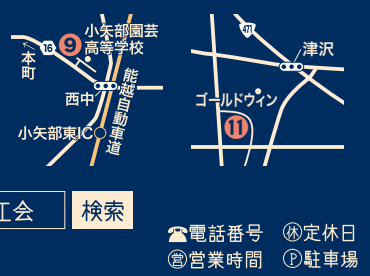 小矢部園芸
高等学校
16
9
←本町
西中
能越自動車道
小矢部東IC
471
津沢
ゴールドウィン
11
工会
検索
☎電話番号
㊡定休日
㊂営業時間
Ⓟ駐車場